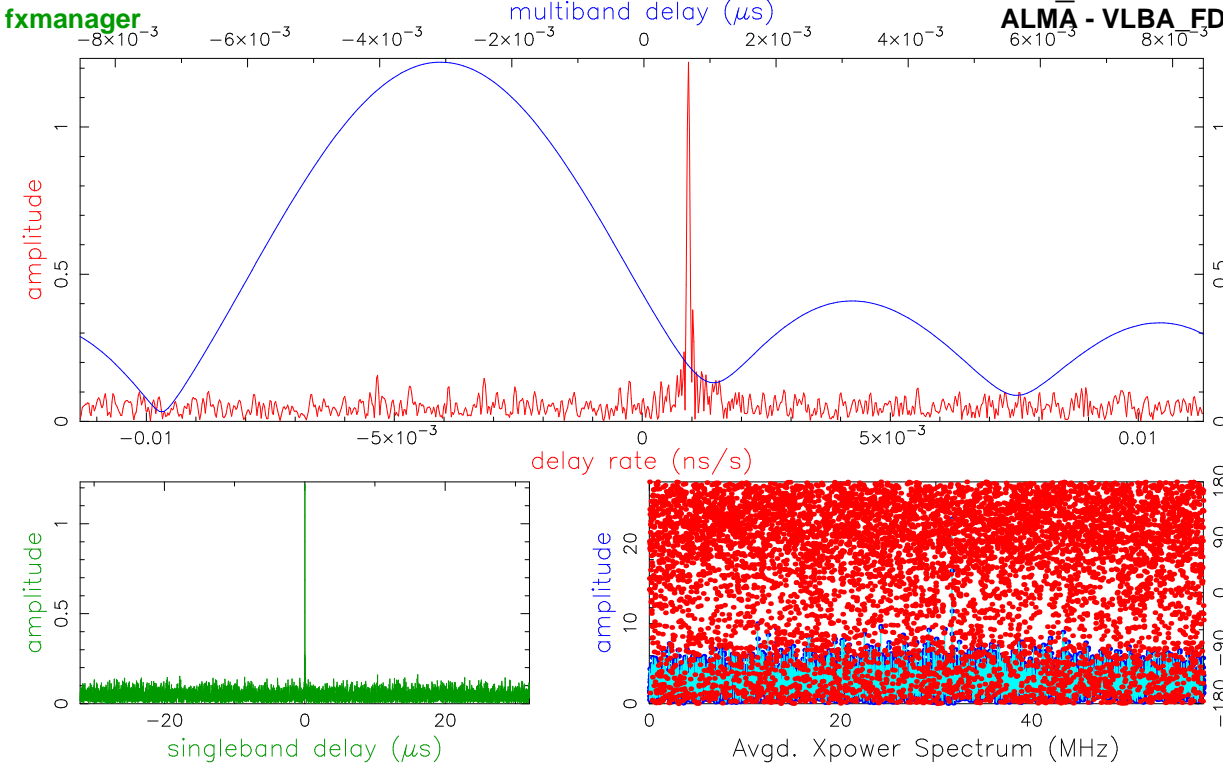 fxmanager
multiband delay (μs)
ALMA - VLBA_FD
−8×10⁻³ −6×10⁻³ −4×10⁻³ −2×10⁻³ 0 2×10⁻³ 4×10⁻³ 6×10⁻³ 8×10⁻³
amplitude
0 0.5 1
0 0.5 1
−0.01 −5×10⁻³ 0 5×10⁻³ 0.01
delay rate (ns/s)
amplitude
0 0.5 1
−20 0 20
singleband delay (μs)
amplitude
0 10 20
180 −90 0 90 180
0 20 40
Avgd. Xpower Spectrum (MHz)